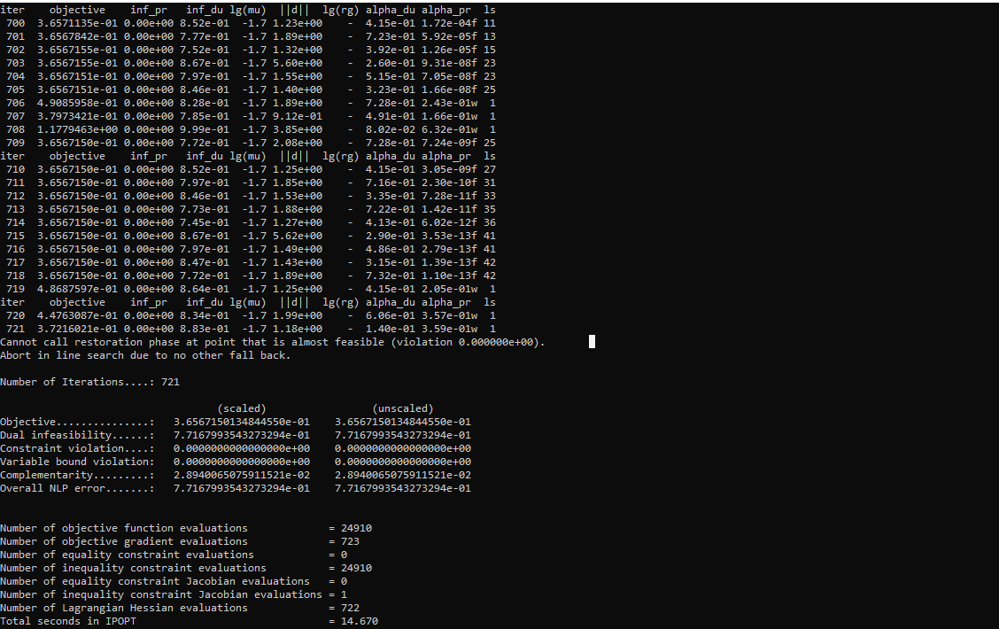 iter    objective    inf_pr   inf_du lg(mu)  ||d||  lg(rg) alpha_du alpha_pr  ls
 700  3.6571135e-01 0.00e+00 8.52e-01  -1.7 1.23e+00    -  4.15e-01 1.72e-04f 11
 701  3.6567842e-01 0.00e+00 7.77e-01  -1.7 1.89e+00    -  7.23e-01 5.92e-05f 13
 702  3.6567155e-01 0.00e+00 7.52e-01  -1.7 1.32e+00    -  3.92e-01 1.26e-05f 15
 703  3.6567155e-01 0.00e+00 8.67e-01  -1.7 5.60e+00    -  2.60e-01 9.31e-08f 23
 704  3.6567151e-01 0.00e+00 7.97e-01  -1.7 1.55e+00    -  5.15e-01 7.05e-08f 23
 705  3.6567151e-01 0.00e+00 8.46e-01  -1.7 1.40e+00    -  3.23e-01 1.66e-08f 25
 706  4.9085958e-01 0.00e+00 8.28e-01  -1.7 1.89e+00    -  7.28e-01 2.43e-01w  1
 707  3.7973421e-01 0.00e+00 7.85e-01  -1.7 9.12e-01    -  4.91e-01 1.66e-01w  1
 708  1.1779463e+00 0.00e+00 9.99e-01  -1.7 3.85e+00    -  8.02e-02 6.32e-01w  1
 709  3.6567150e-01 0.00e+00 7.72e-01  -1.7 2.08e+00    -  7.28e-01 7.24e-09f 25
iter    objective    inf_pr   inf_du lg(mu)  ||d||  lg(rg) alpha_du alpha_pr  ls
 710  3.6567150e-01 0.00e+00 8.52e-01  -1.7 1.25e+00    -  4.15e-01 3.05e-09f 27
 711  3.6567150e-01 0.00e+00 7.97e-01  -1.7 1.85e+00    -  7.16e-01 2.30e-10f 31
 712  3.6567150e-01 0.00e+00 8.46e-01  -1.7 1.53e+00    -  3.35e-01 7.28e-11f 33
 713  3.6567150e-01 0.00e+00 7.73e-01  -1.7 1.88e+00    -  7.22e-01 1.42e-11f 35
 714  3.6567150e-01 0.00e+00 7.45e-01  -1.7 1.27e+00    -  4.13e-01 6.02e-12f 36
 715  3.6567150e-01 0.00e+00 8.67e-01  -1.7 5.62e+00    -  2.90e-01 3.53e-13f 41
 716  3.6567150e-01 0.00e+00 7.97e-01  -1.7 1.49e+00    -  4.86e-01 2.79e-13f 41
 717  3.6567150e-01 0.00e+00 8.47e-01  -1.7 1.43e+00    -  3.15e-01 1.39e-13f 42
 718  3.6567150e-01 0.00e+00 7.72e-01  -1.7 1.89e+00    -  7.32e-01 1.10e-13f 42
 719  4.8687597e-01 0.00e+00 8.64e-01  -1.7 1.25e+00    -  4.15e-01 2.05e-01w  1
iter    objective    inf_pr   inf_du lg(mu)  ||d||  lg(rg) alpha_du alpha_pr  ls
 720  4.4763087e-01 0.00e+00 8.34e-01  -1.7 1.99e+00    -  6.06e-01 3.57e-01w  1
 721  3.7216021e-01 0.00e+00 8.83e-01  -1.7 1.18e+00    -  1.40e-01 3.59e-01w  1
Cannot call restoration phase at point that is almost feasible (violation 0.000000e+00).
Abort in line search due to no other fall back.

Number of Iterations....: 721

                                   (scaled)                 (unscaled)
Objective...............:   3.6567150134844550e-01    3.6567150134844550e-01
Dual infeasibility......:   7.7167993543273294e-01    7.7167993543273294e-01
Constraint violation....:   0.0000000000000000e+00    0.0000000000000000e+00
Variable bound violation:   0.0000000000000000e+00    0.0000000000000000e+00
Complementarity.........:   2.8940065075911521e-02    2.8940065075911521e-02
Overall NLP error.......:   7.7167993543273294e-01    7.7167993543273294e-01

Number of objective function evaluations             = 24910
Number of objective gradient evaluations             = 723
Number of equality constraint evaluations            = 0
Number of inequality constraint evaluations          = 24910
Number of equality constraint Jacobian evaluations   = 0
Number of inequality constraint Jacobian evaluations = 1
Number of Lagrangian Hessian evaluations             = 722
Total seconds in IPOPT                               = 14.670